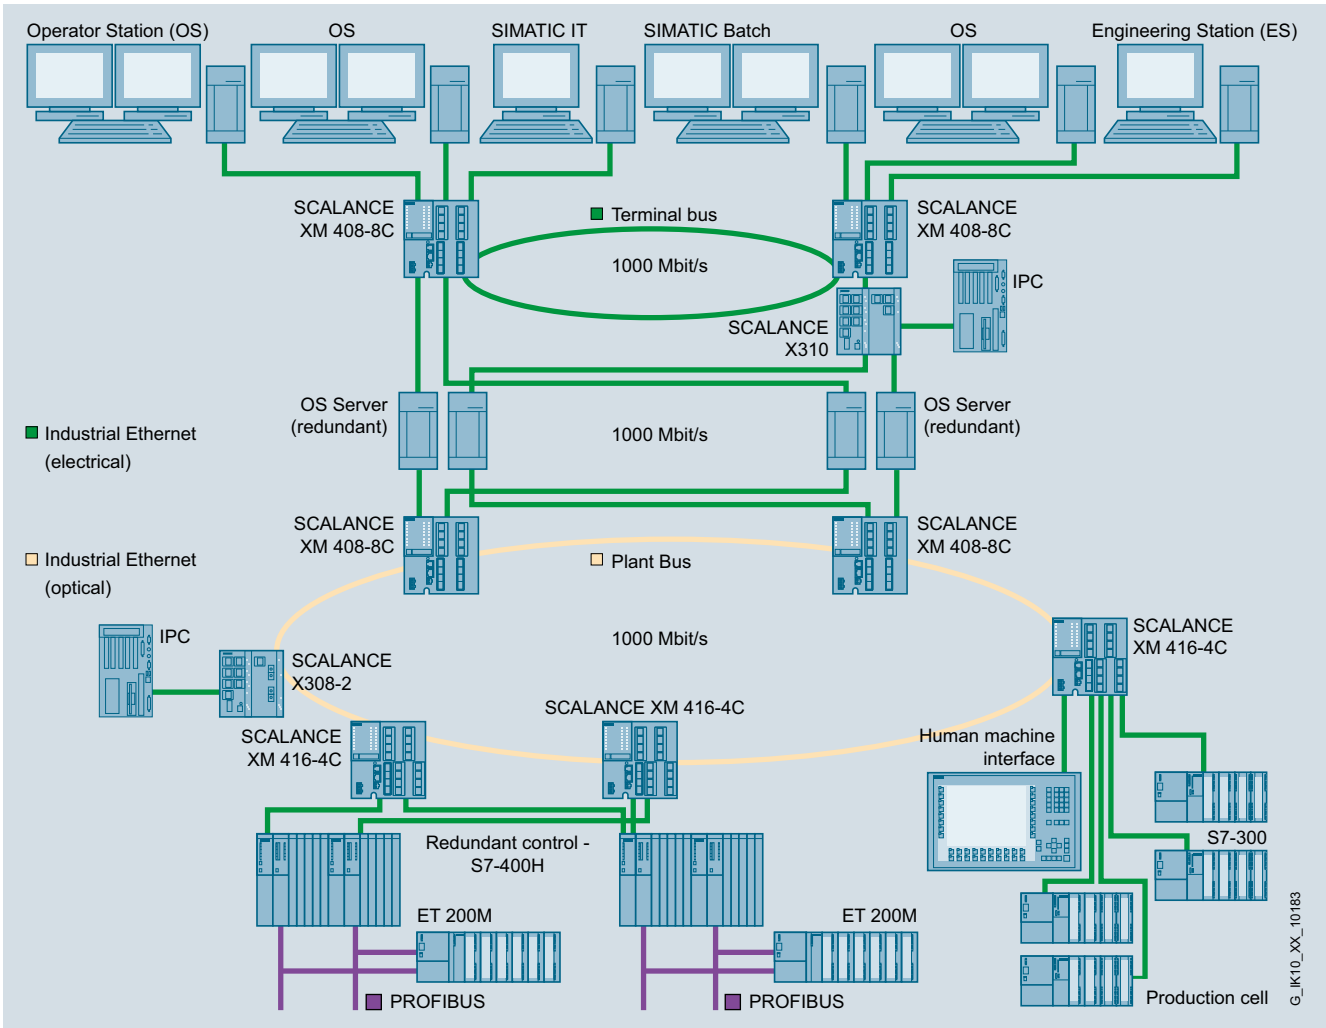 Operator Station (OS)
OS
SIMATIC IT
SIMATIC Batch
OS
Engineering Station (ES)
SCALANCE
XM 408-8C
Terminal bus
1000 Mbit/s
SCALANCE
XM 408-8C
IPC
SCALANCE
X310
OS Server
(redundant)
1000 Mbit/s
OS Server
(redundant)
Industrial Ethernet
(electrical)
SCALANCE
XM 408-8C
SCALANCE
XM 408-8C
Industrial Ethernet
(optical)
Plant Bus
1000 Mbit/s
IPC
SCALANCE
X308-2
SCALANCE
XM 416-4C
SCALANCE
XM 416-4C
SCALANCE XM 416-4C
Human machine
interface
Redundant control -
S7-400H
S7-300
ET 200M
ET 200M
PROFIBUS
PROFIBUS
Production cell
G_IK10_XX_10183